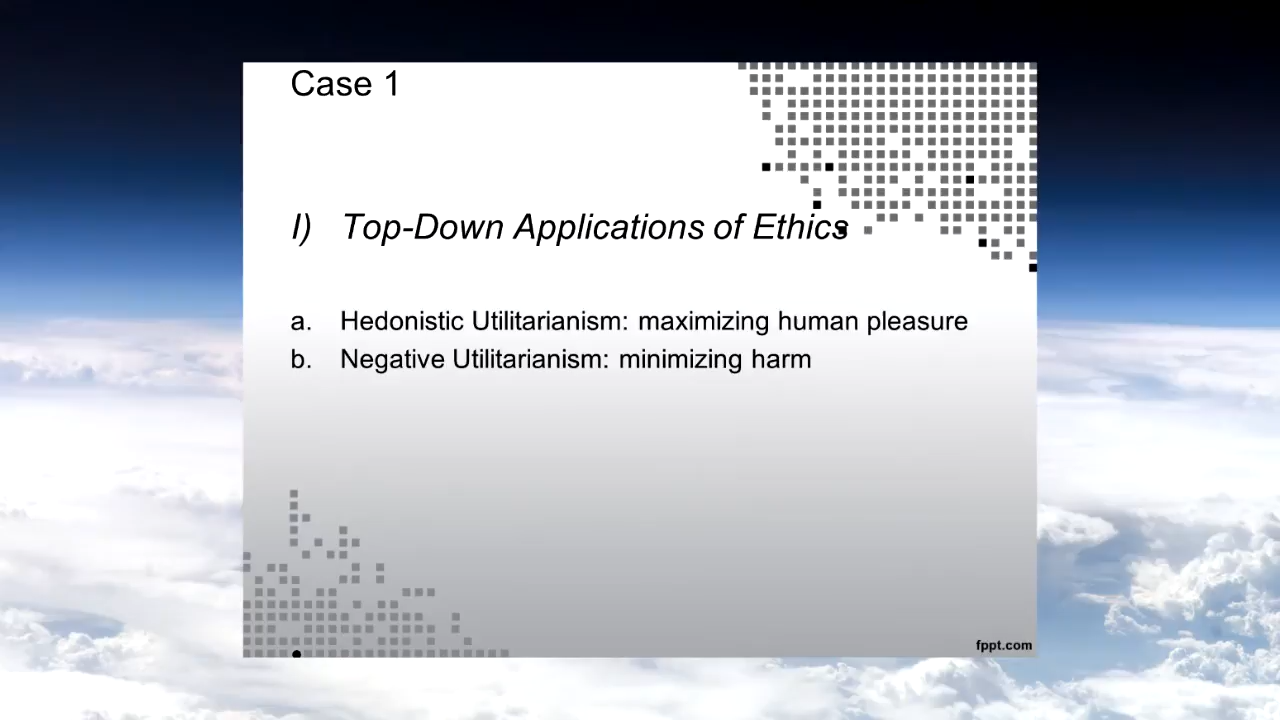 Case 1
I) Top-Down Applications of Ethics
a. Hedonistic Utilitarianism: maximizing human pleasure
b. Negative Utilitarianism: minimizing harm
fppt.com